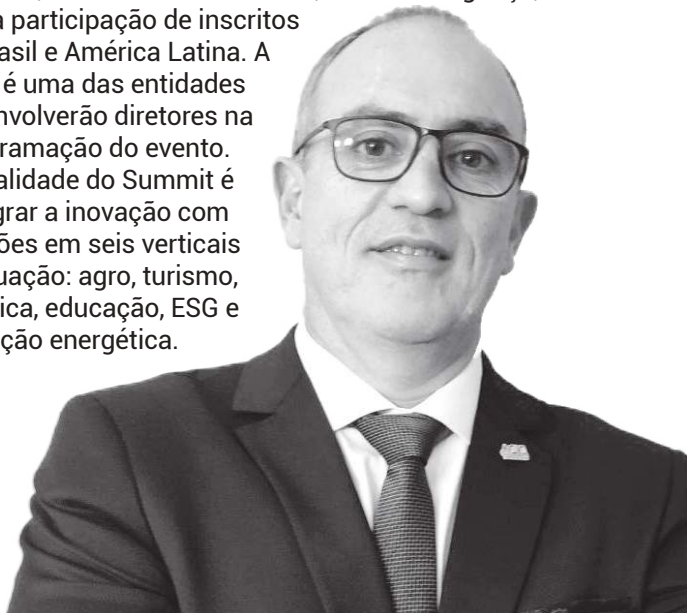 a participação de inscritos
asil e América Latina. A
é uma das entidades
nvolverão diretores na
ramação do evento.
alidade do Summit é
grar a inovação com
ões em seis verticais
uação: agro, turismo,
ica, educação, ESG e
ção energética.